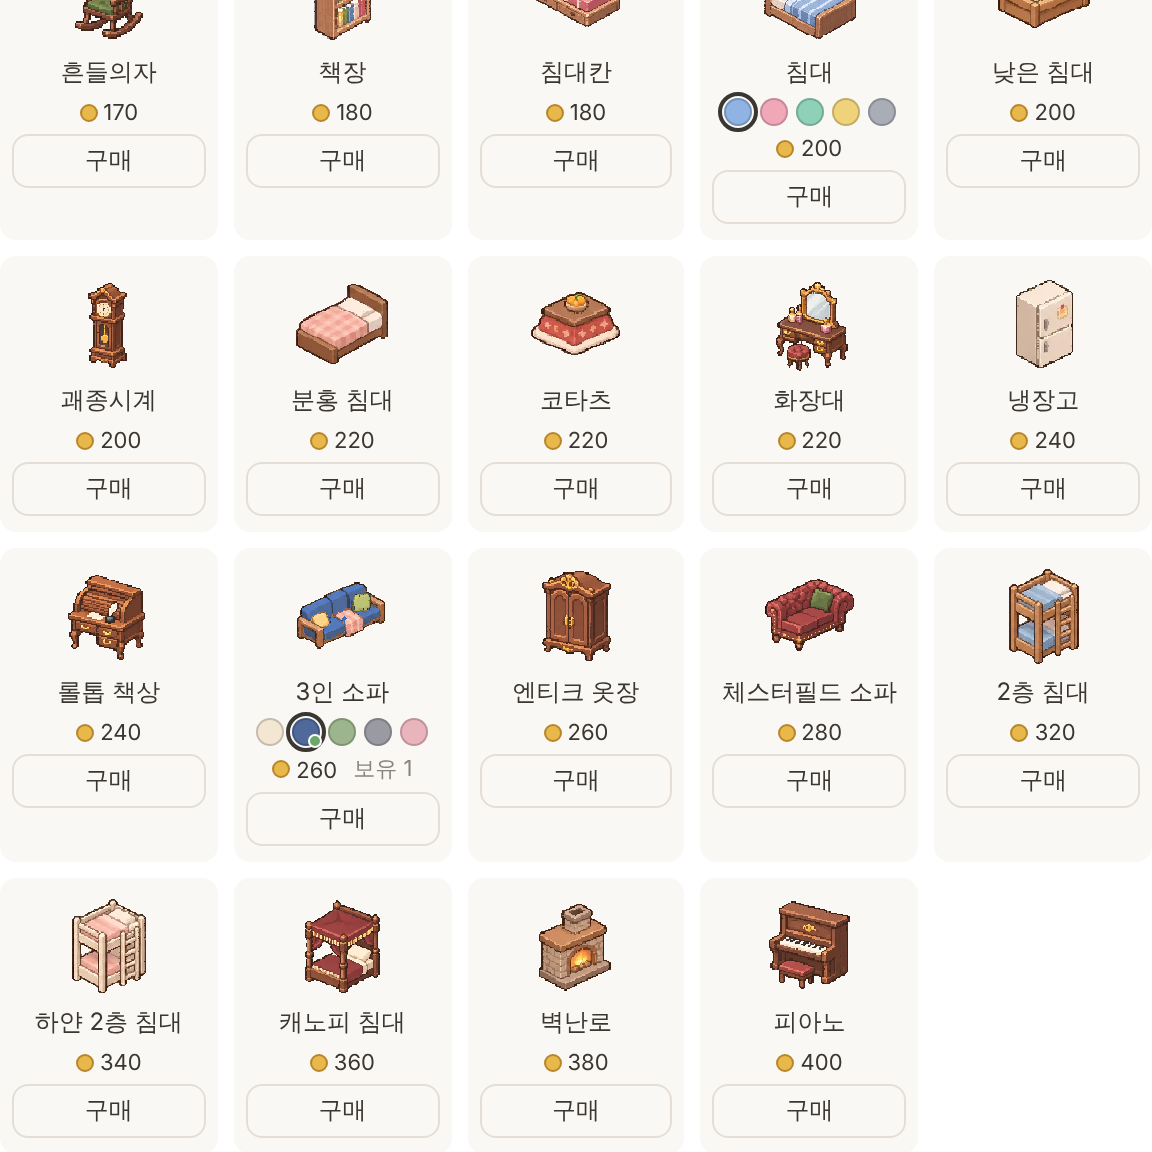 흔들의자
170
구매
책장
180
구매
침대칸
180
구매
침대
200
구매
낮은 침대
200
구매
괘종시계
200
구매
분홍 침대
220
구매
코타츠
220
구매
화장대
220
구매
냉장고
240
구매
롤톱 책상
240
구매
3인 소파
260 보유 1
구매
엔티크 옷장
260
구매
체스터필드 소파
280
구매
2층 침대
320
구매
하얀 2층 침대
340
구매
캐노피 침대
360
구매
벽난로
380
구매
피아노
400
구매